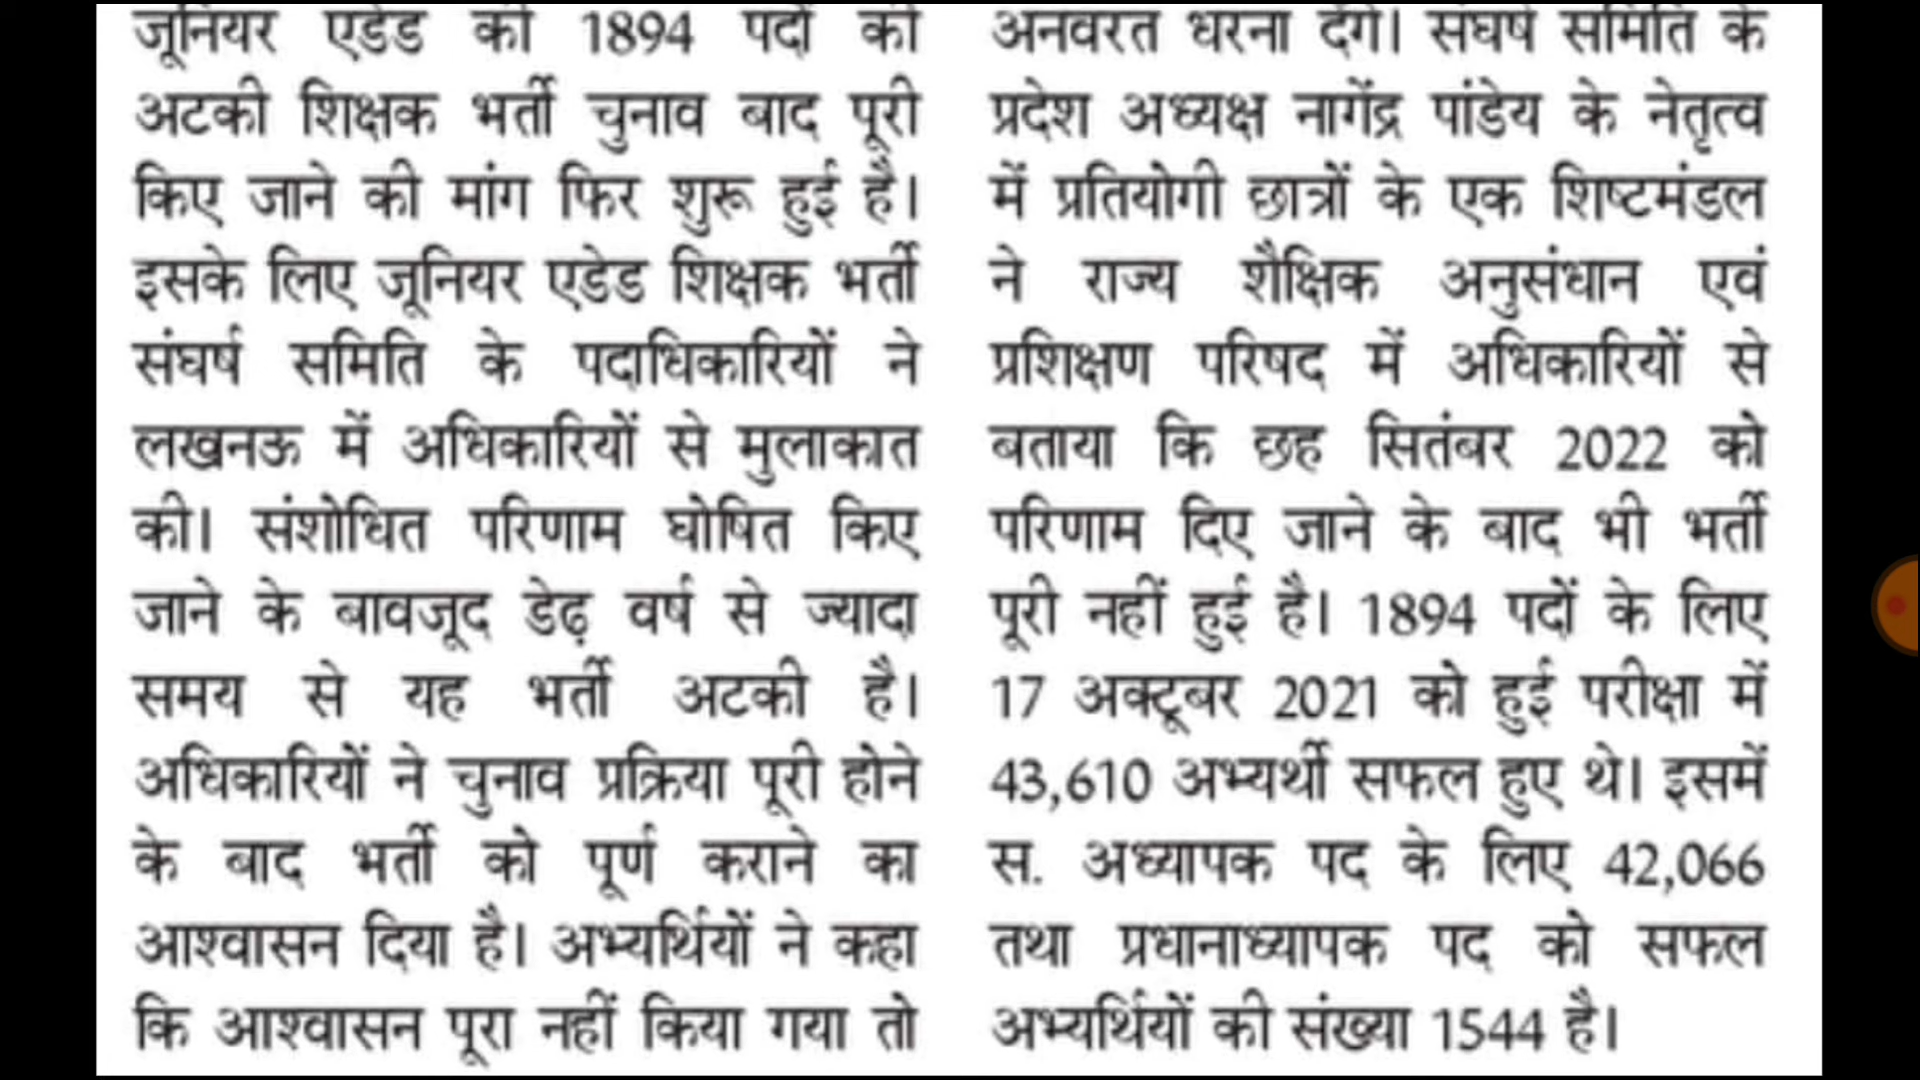 जूनियर एडेड की 1894 पदों की
अटकी शिक्षक भर्ती चुनाव बाद पूरी
किए जाने की मांग फिर शुरू हुई है।
इसके लिए जूनियर एडेड शिक्षक भर्ती
संघर्ष समिति के पदाधिकारियों ने
लखनऊ में अधिकारियों से मुलाकात
की। संशोधित परिणाम घोषित किए
जाने के बावजूद डेढ़ वर्ष से ज्यादा
समय से यह भर्ती अटकी है।
अधिकारियों ने चुनाव प्रक्रिया पूरी होने
के बाद भर्ती को पूर्ण कराने का
आश्वासन दिया है। अभ्यर्थियों ने कहा
कि आश्वासन पूरा नहीं किया गया तो
अनवरत धरना देंगे। संघर्ष समिति के
प्रदेश अध्यक्ष नागेंद्र पांडेय के नेतृत्व
में प्रतियोगी छात्रों के एक शिष्टमंडल
ने राज्य शैक्षिक अनुसंधान एवं
प्रशिक्षण परिषद में अधिकारियों से
बताया कि छह सितंबर 2022 को
परिणाम दिए जाने के बाद भी भर्ती
पूरी नहीं हुई है। 1894 पदों के लिए
17 अक्टूबर 2021 को हुई परीक्षा में
43,610 अभ्यर्थी सफल हुए थे। इसमें
स. अध्यापक पद के लिए 42,066
तथा प्रधानाध्यापक पद को सफल
अभ्यर्थियों की संख्या 1544 है।